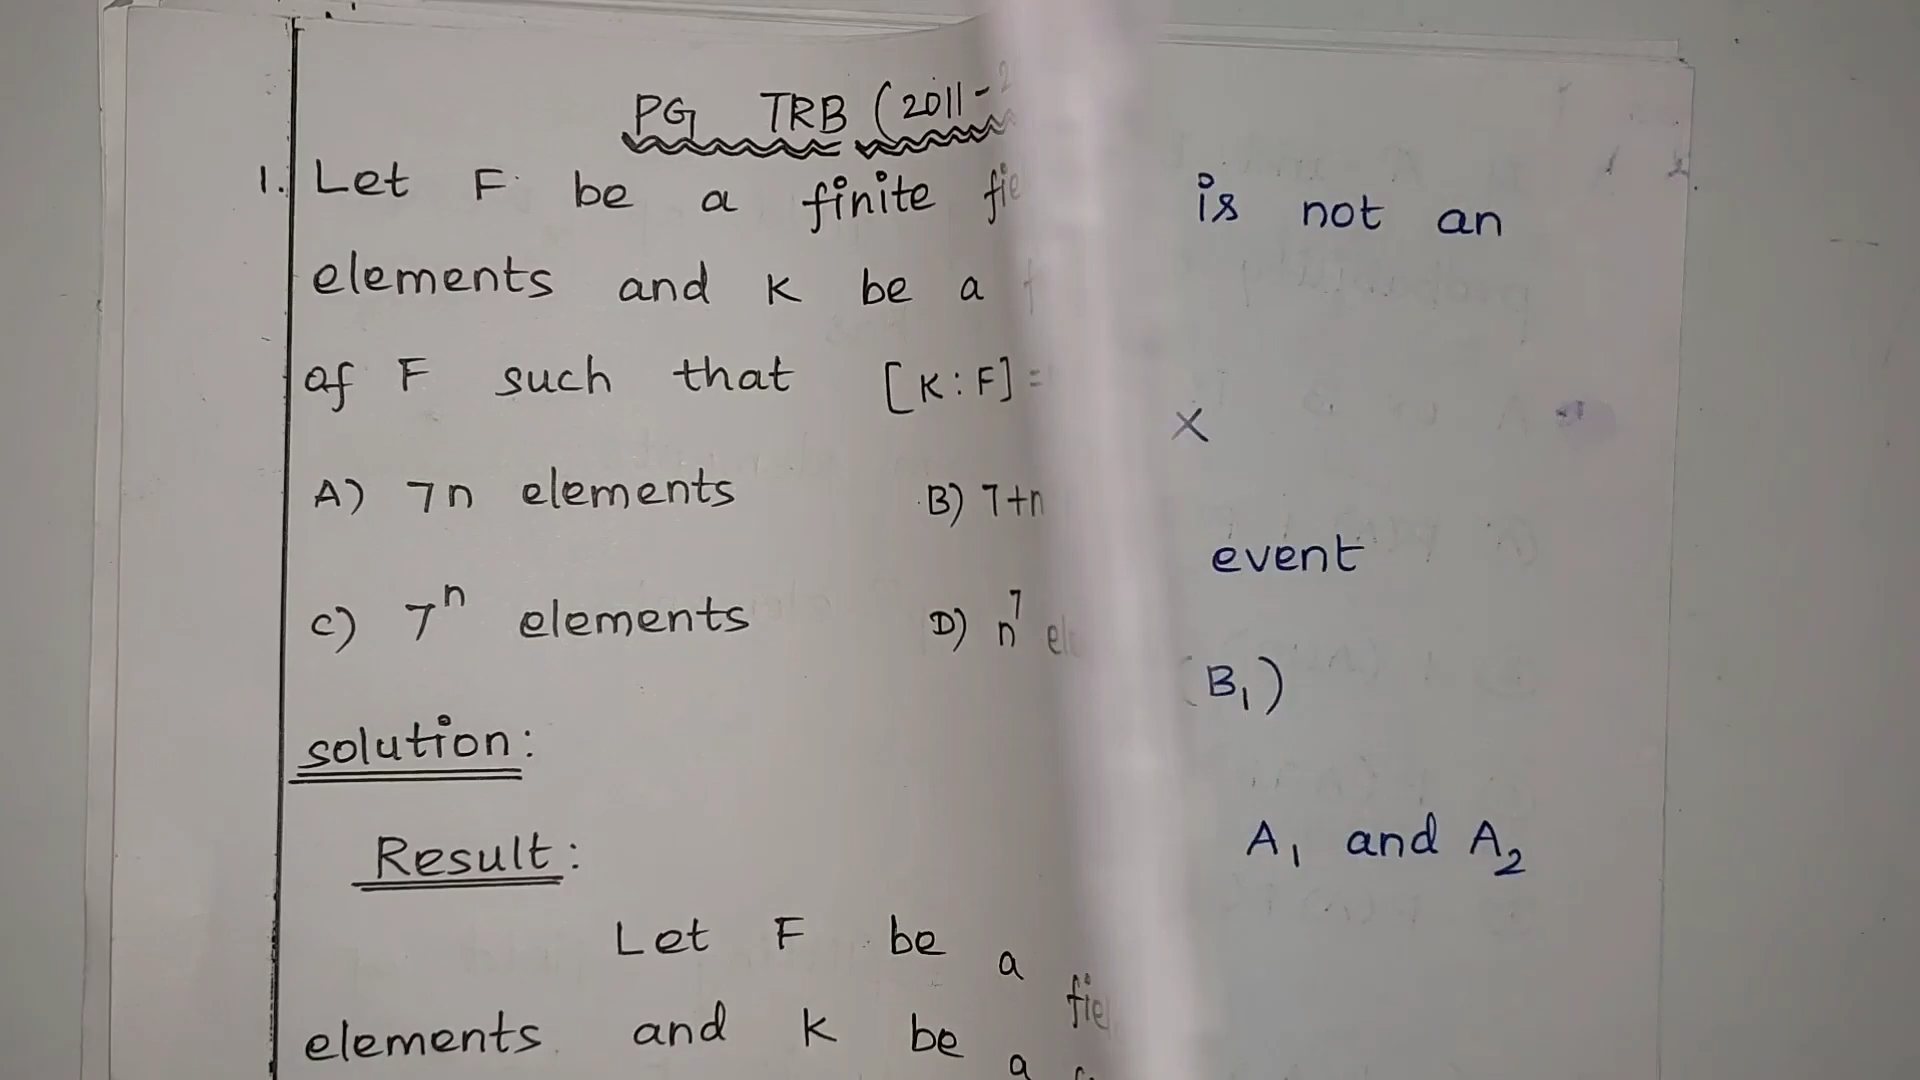 PG TRB (2011-
1. Let F be a finite
elements and K be a
of F such that [K:F] =
A) 7n elements B) 7+n
C) 7^n elements D) n^7
solution:
Result:
Let F be a
elements and K be a
is not an
X
event
B₁)
A₁ and A₂